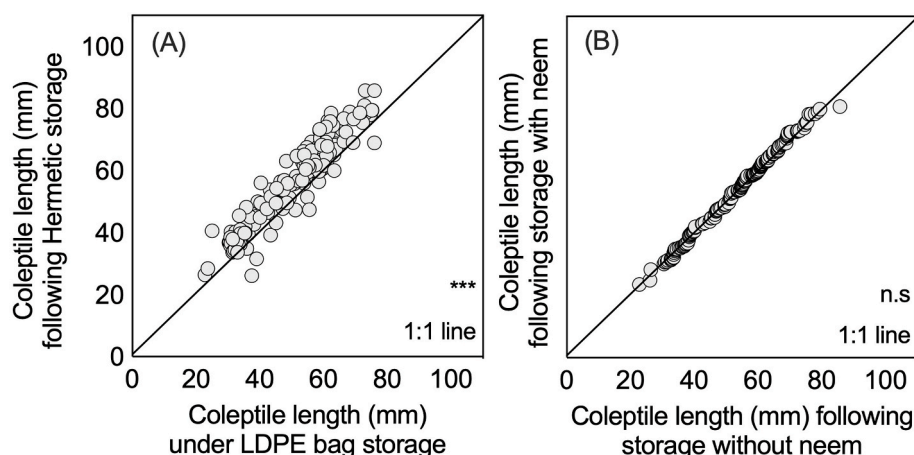 Coleptile length (mm)
following Hermetic storage
100
80
60
40
20
0
(A)
***
1:1 line
0 20 40 60 80 100
Coleptile length (mm)
under LDPE bag storage
Coleptile length (mm)
following storage with neem
(B)
n.s
1:1 line
0 20 40 60 80 100
Coleptile length (mm) following
storage without neem